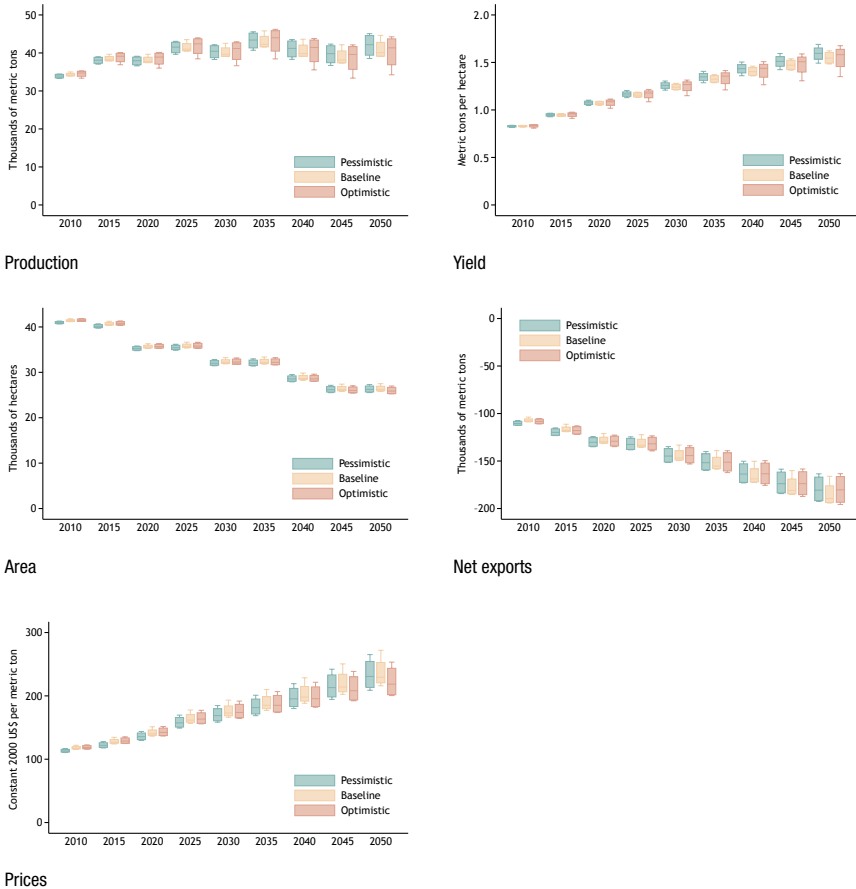 Thousands of metric tons
50
40
30
20
10
0
2010 2015 2020 2025 2030 2035 2040 2045 2050
Pessimistic
Baseline
Optimistic
Production
Metric tons per hectare
2.0
1.5
1.0
0.5
0
2010 2015 2020 2025 2030 2035 2040 2045 2050
Pessimistic
Baseline
Optimistic
Yield
Thousands of hectares
40
30
20
10
0
2010 2015 2020 2025 2030 2035 2040 2045 2050
Pessimistic
Baseline
Optimistic
Area
Thousands of metric tons
0
-50
-100
-150
-200
2010 2015 2020 2025 2030 2035 2040 2045 2050
Pessimistic
Baseline
Optimistic
Net exports
Constant 2000 US$ per metric ton
300
200
100
0
2010 2015 2020 2025 2030 2035 2040 2045 2050
Pessimistic
Baseline
Optimistic
Prices